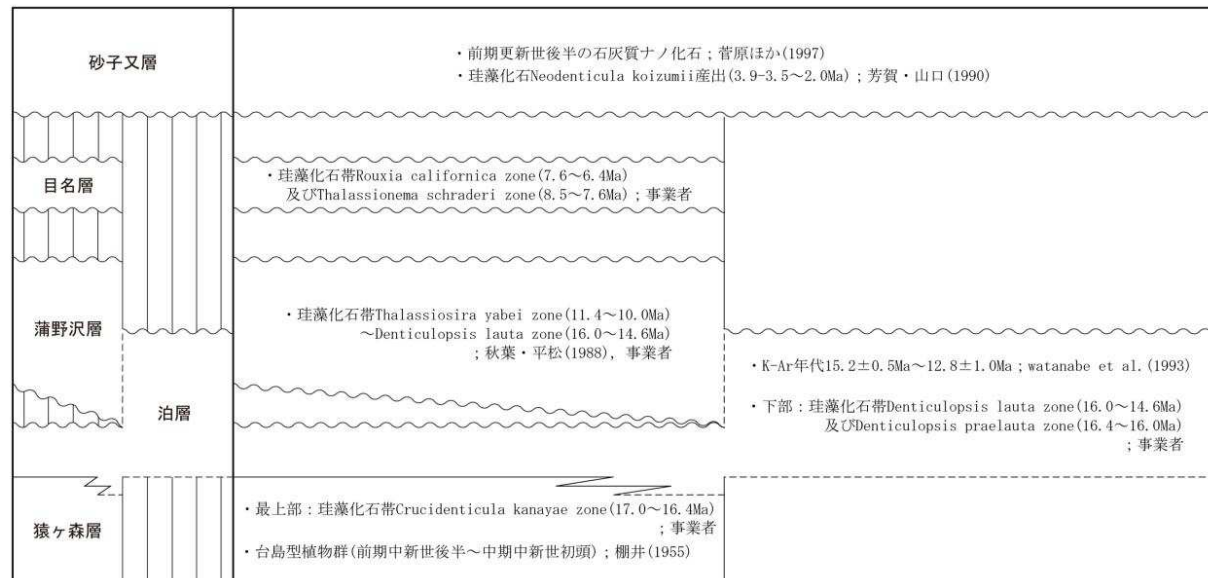 砂子又層
・前期更新世後半の石灰質ナノ化石；菅原ほか(1997)
・珪藻化石Neodenticula koizumii産出(3.9-3.5～2.0Ma)；芳賀・山口(1990)
目名層
・珪藻化石帯Rouxia californica zone(7.6～6.4Ma)
及びThalassionema schraderi zone(8.5～7.6Ma)；事業者
蒲野沢層
・珪藻化石帯Thalassiosira yabei zone(11.4～10.0Ma)
～Denticulopsis lauta zone(16.0～14.6Ma)
；秋葉・平松(1988)，事業者
泊層
・K-Ar年代15.2±0.5Ma～12.8±1.0Ma；watanabe et al.(1993)
・下部：珪藻化石帯Denticulopsis lauta zone(16.0～14.6Ma)
及びDenticulopsis praelauta zone(16.4～16.0Ma)
；事業者
猿ヶ森層
・最上部：珪藻化石帯Crucidenticula kanayae zone(17.0～16.4Ma)
；事業者
・台島型植物群(前期中新世後半～中期中新世初頭)；棚井(1955)